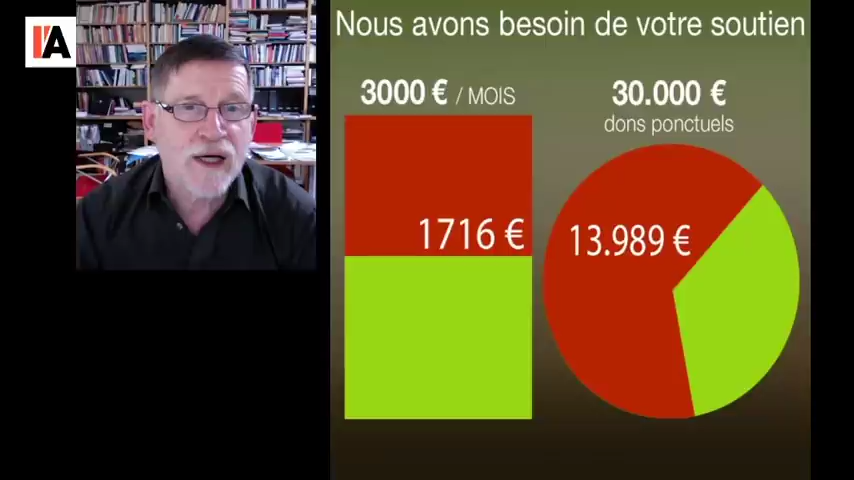 I'A
Nous avons besoin de votre soutien
3000 € / MOIS
30.000 €
dons ponctuels
1716 €
13.989 €